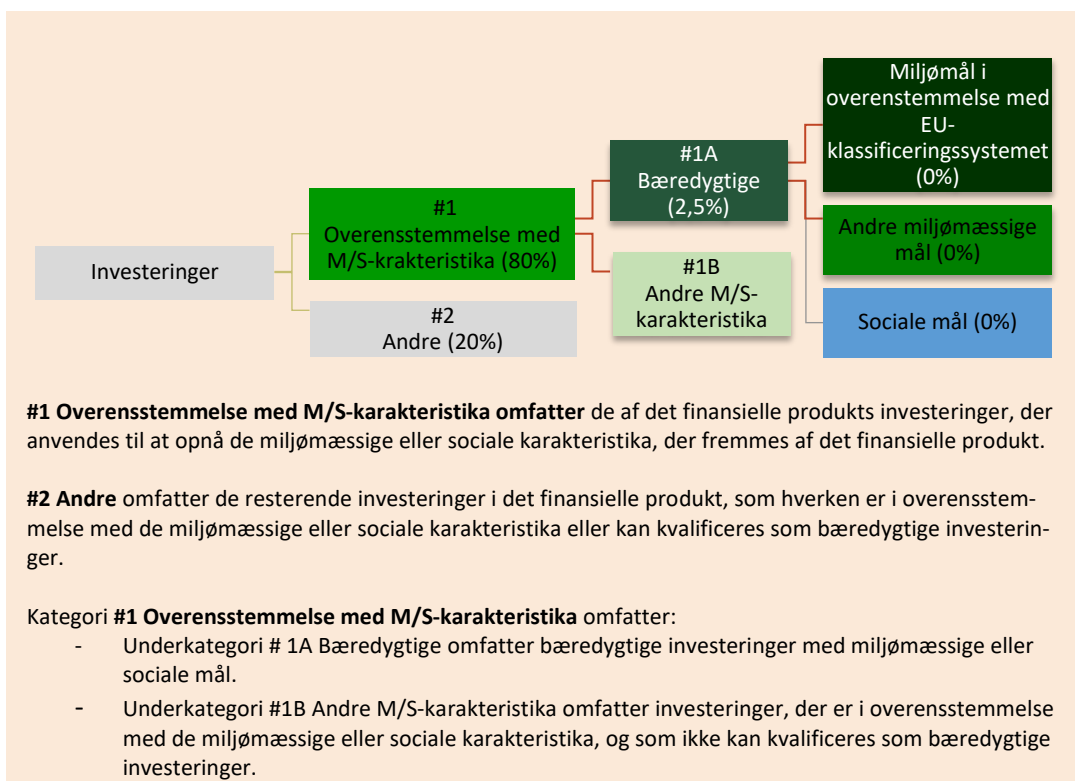 Investeringer
#1
Overensstemmelse med
M/S-krakteristika (80%)
#2
Andre (20%)
#1A
Bæredygtige
(2,5%)
#1B
Andre M/S-
karakteristika
Miljømål i
overenstemmelse med
EU-
klassificeringssystemet
(0%)
Andre miljømæssige
mål (0%)
Sociale mål (0%)
#1 Overensstemmelse med M/S-karakteristika omfatter de af det finansielle produkts investeringer, der
anvendes til at opnå de miljømæssige eller sociale karakteristika, der fremmes af det finansielle produkt.
#2 Andre omfatter de resterende investeringer i det finansielle produkt, som hverken er i overensstem-
melse med de miljømæssige eller sociale karakteristika eller kan kvalificeres som bæredygtige investerin-
ger.
Kategori #1 Overensstemmelse med M/S-karakteristika omfatter:
- Underkategori # 1A Bæredygtige omfatter bæredygtige investeringer med miljømæssige eller
sociale mål.
- Underkategori #1B Andre M/S-karakteristika omfatter investeringer, der er i overensstemmelse
med de miljømæssige eller sociale karakteristika, og som ikke kan kvalificeres som bæredygtige
investeringer.